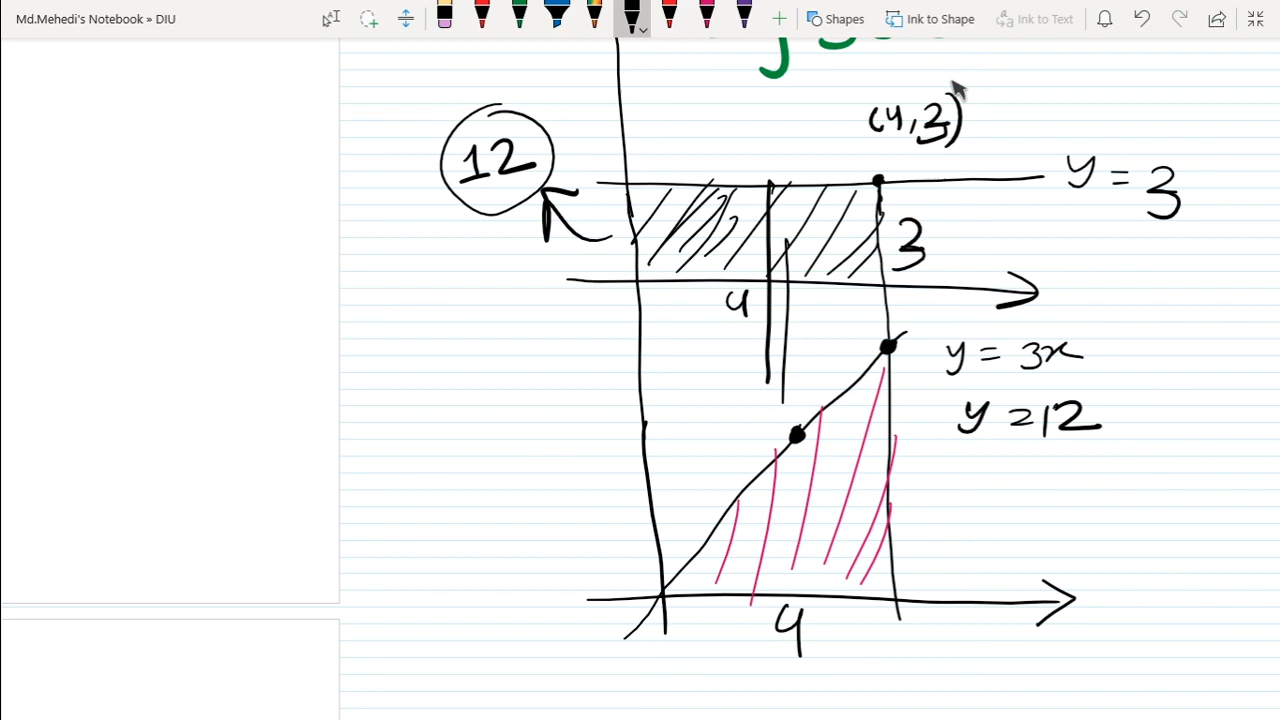 Md.Mehedi's Notebook » DIU
Shapes
Ink to Shape
Ink to Text
(4,3)
12
y = 3
3
4
y = 3x
y = 12
4